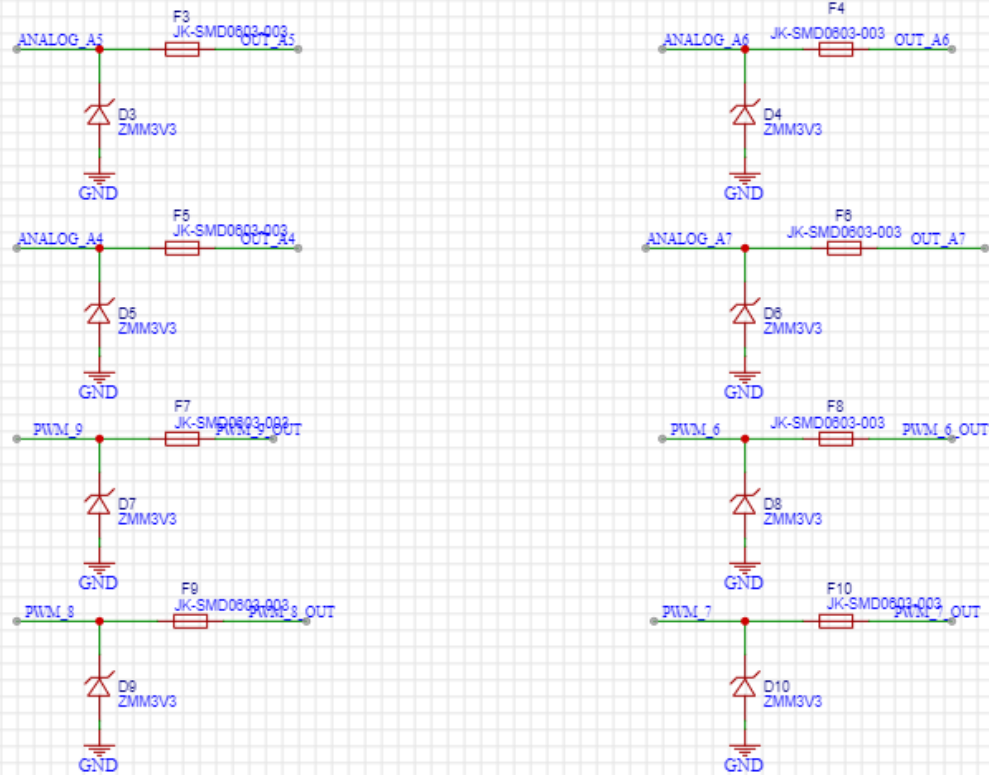 F3
JK-SMD0603-003
ANALOG_A5
OUT_A5
D3
ZMM3V3
GND
F4
JK-SMD0603-003
ANALOG_A6
OUT_A6
D4
ZMM3V3
GND
F5
JK-SMD0603-003
ANALOG_A4
OUT_A4
D5
ZMM3V3
GND
F6
JK-SMD0603-003
ANALOG_A7
OUT_A7
D6
ZMM3V3
GND
F7
JK-SMD0603-003
PWM_9
PWM_9_OUT
D7
ZMM3V3
GND
F8
JK-SMD0603-003
PWM_6
PWM_6_OUT
D8
ZMM3V3
GND
F9
JK-SMD0603-003
PWM_8
PWM_8_OUT
D9
ZMM3V3
GND
F10
JK-SMD0603-003
PWM_7
PWM_7_OUT
D10
ZMM3V3
GND